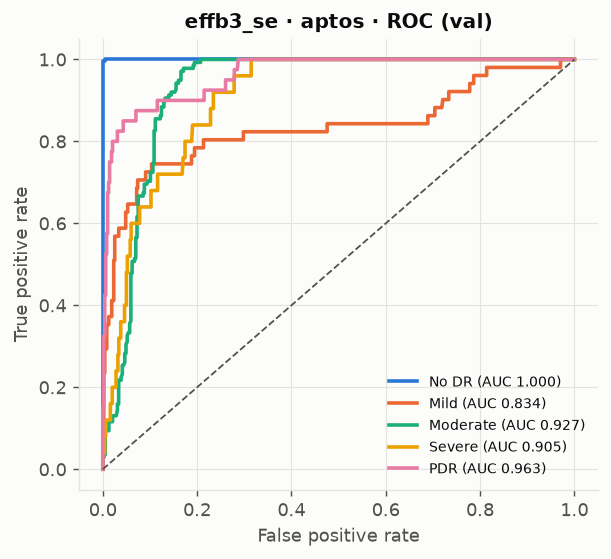 effb3_se · aptos · ROC (val)
True positive rate
1.0
0.8
0.6
0.4
0.2
0.0
No DR (AUC 1.000)
Mild (AUC 0.834)
Moderate (AUC 0.927)
Severe (AUC 0.905)
PDR (AUC 0.963)
0.0 0.2 0.4 0.6 0.8 1.0
False positive rate